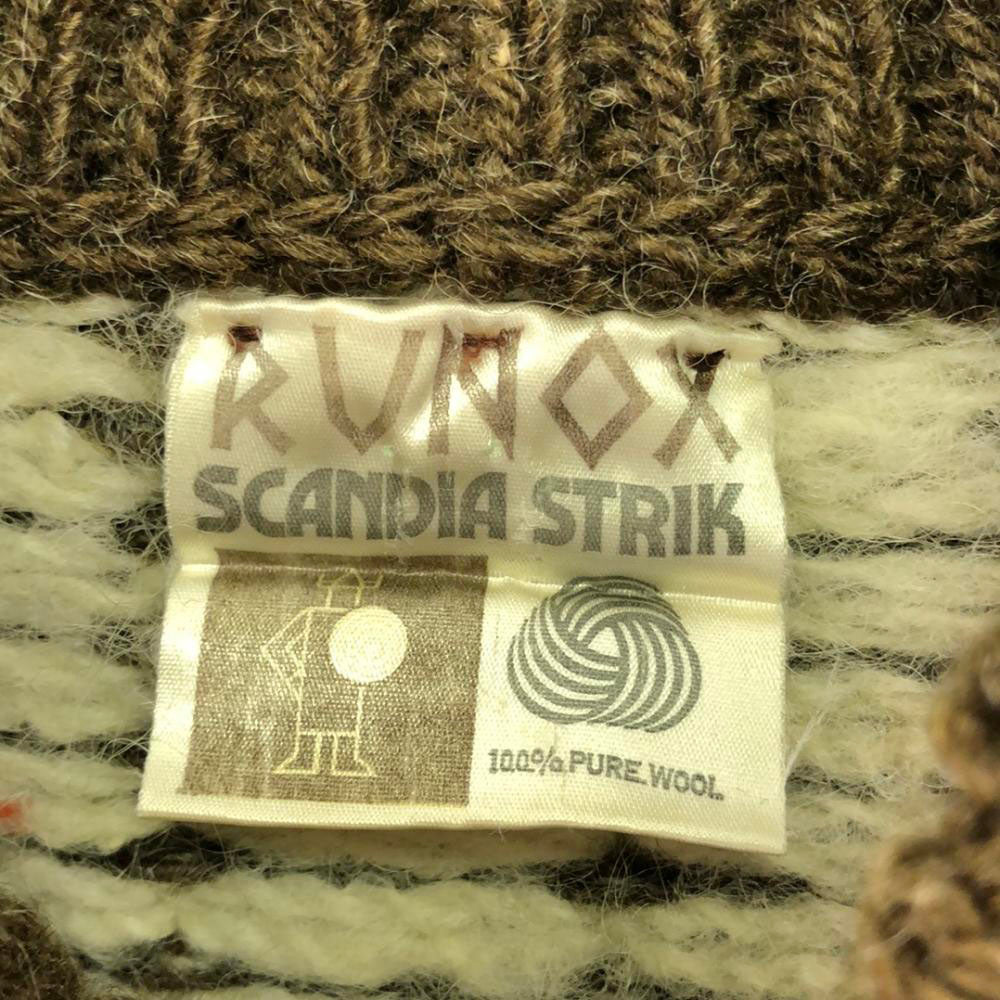 RUNOX
SCANDIA STRIK
100% PURE WOOL